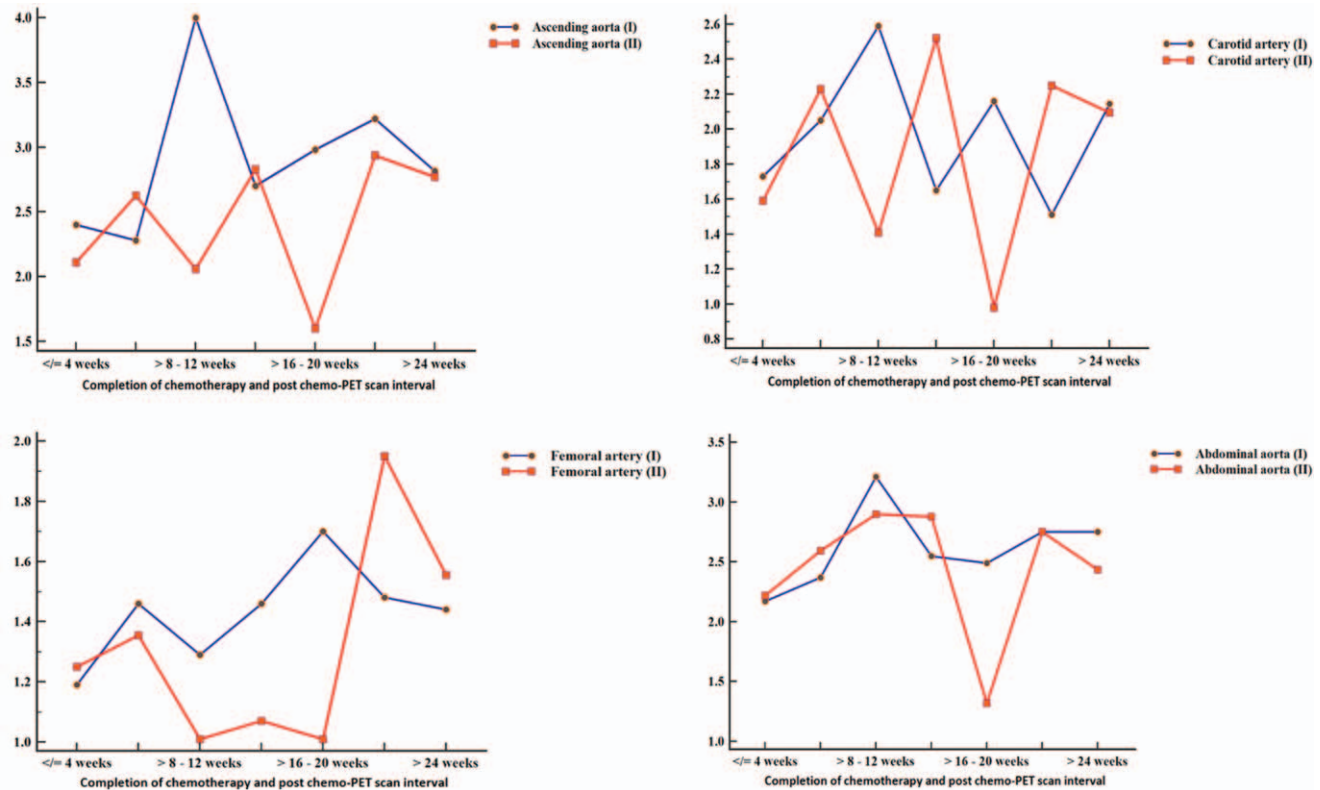 4.0
3.5
3.0
2.5
2.0
1.5
Ascending aorta (I)
Ascending aorta (II)
</= 4 weeks > 8 - 12 weeks > 16 - 20 weeks > 24 weeks
Completion of chemotherapy and post chemo-PET scan interval
2.6
2.4
2.2
2.0
1.8
1.6
1.4
1.2
1.0
0.8
Carotid artery (I)
Carotid artery (II)
</= 4 weeks > 8 - 12 weeks > 16 - 20 weeks > 24 weeks
Completion of chemotherapy and post chemo-PET scan interval
2.0
1.8
1.6
1.4
1.2
1.0
Femoral artery (I)
Femoral artery (II)
</= 4 weeks > 8 - 12 weeks > 16 - 20 weeks > 24 weeks
Completion of chemotherapy and post chemo-PET scan interval
3.5
3.0
2.5
2.0
1.5
1.0
Abdominal aorta (I)
Abdominal aorta (II)
</= 4 weeks > 8 - 12 weeks > 16 - 20 weeks > 24 weeks
Completion of chemotherapy and post chemo-PET scan interval